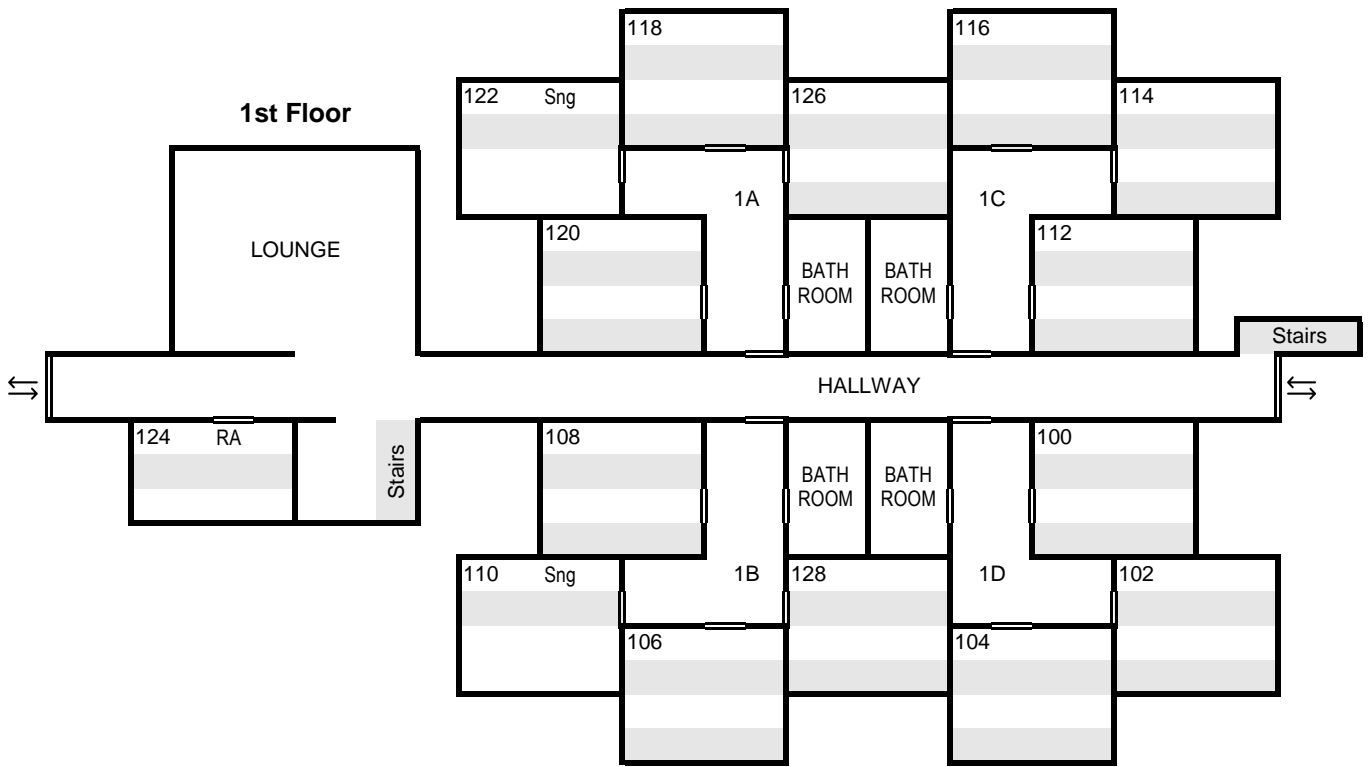 118
116
122 Sng
126
114
1st Floor
1A
1C
120
112
LOUNGE
BATH
ROOM
BATH
ROOM
Stairs
HALLWAY
124 RA
108
100
Stairs
BATH
ROOM
BATH
ROOM
110 Sng
1B
128
1D
102
106
104